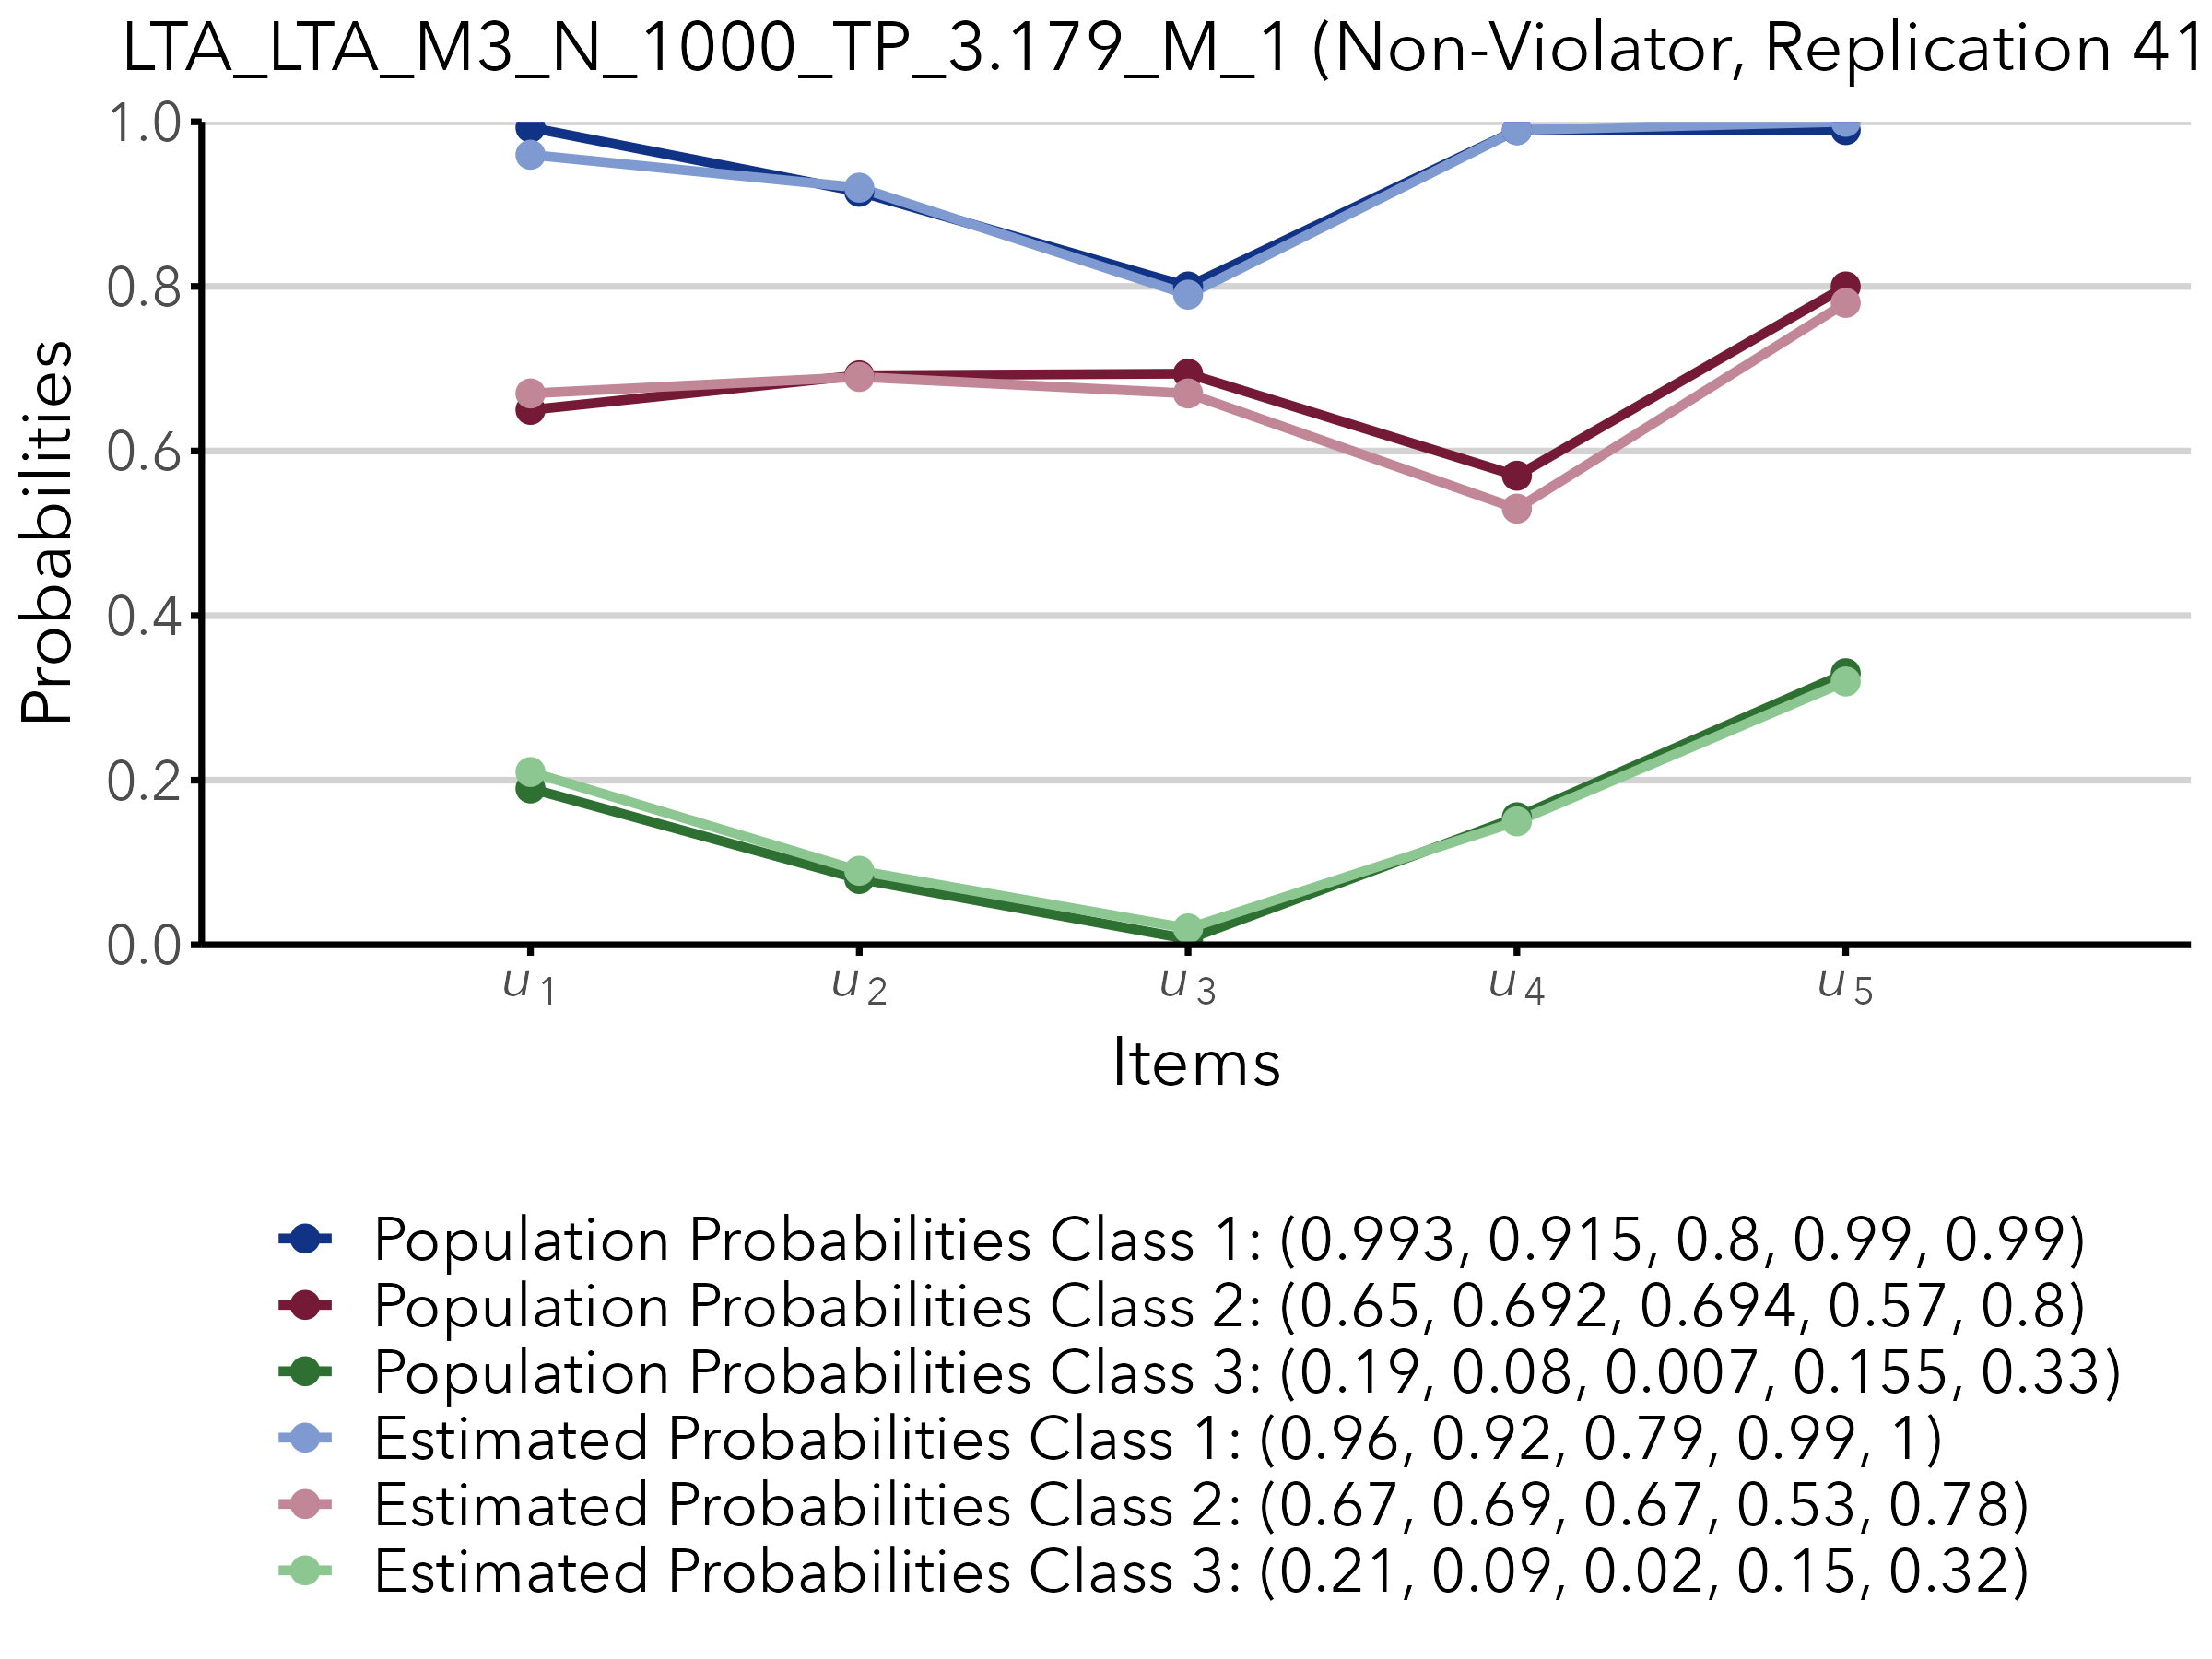 LTA_LTA_M3_N_1000_TP_3.179_M_1 (Non-Violator, Replication 41
1.0
0.8
0.6
0.4
0.2
0.0
Probabilities
u1 u2 u3 u4 u5
Items
Population Probabilities Class 1: (0.993, 0.915, 0.8, 0.99, 0.99)
Population Probabilities Class 2: (0.65, 0.692, 0.694, 0.57, 0.8)
Population Probabilities Class 3: (0.19, 0.08, 0.007, 0.155, 0.33)
Estimated Probabilities Class 1: (0.96, 0.92, 0.79, 0.99, 1)
Estimated Probabilities Class 2: (0.67, 0.69, 0.67, 0.53, 0.78)
Estimated Probabilities Class 3: (0.21, 0.09, 0.02, 0.15, 0.32)